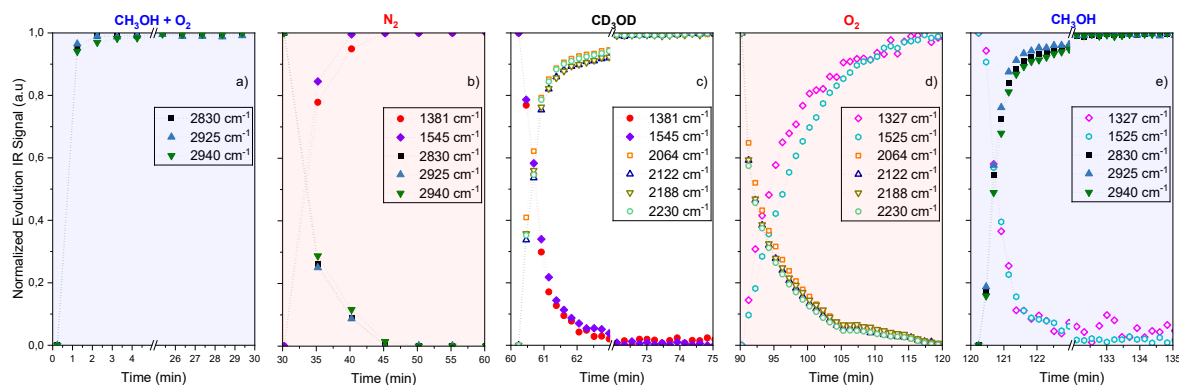 CH₃OH + O₂
N₂
CD₃OD
O₂
CH₃OH
Normalized Evolution IR Signal (a.u)
1,0
0,8
0,6
0,4
0,2
0,0
a)
2830 cm⁻¹
2925 cm⁻¹
2940 cm⁻¹
0 1 2 3 4 26 27 28 29 30
Time (min)
b)
1381 cm⁻¹
1545 cm⁻¹
2830 cm⁻¹
2925 cm⁻¹
2940 cm⁻¹
30 35 40 45 50 55 60
Time (min)
c)
1381 cm⁻¹
1545 cm⁻¹
2064 cm⁻¹
2122 cm⁻¹
2188 cm⁻¹
2230 cm⁻¹
60 61 62 73 74 75
Time (min)
d)
1327 cm⁻¹
1525 cm⁻¹
2064 cm⁻¹
2122 cm⁻¹
2188 cm⁻¹
2230 cm⁻¹
90 95 100 105 110 115 120
Time (min)
e)
1327 cm⁻¹
1525 cm⁻¹
2830 cm⁻¹
2925 cm⁻¹
2940 cm⁻¹
120 121 122 133 134 135
Time (min)